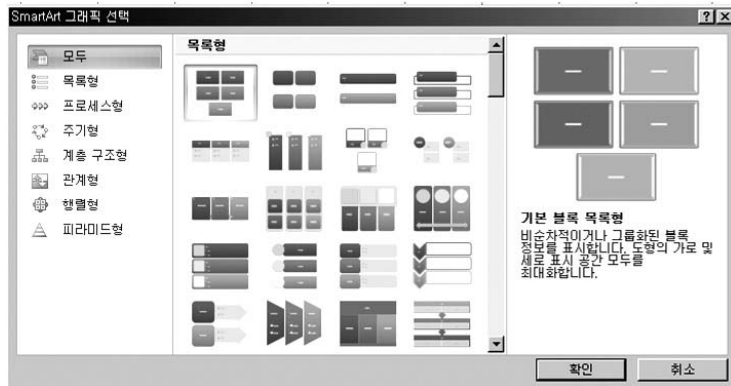 SmartArt 그래픽 선택
모두
목록형
프로세스형
주기형
계층 구조형
관계형
행렬형
피라미드형
목록형
기본 블록 목록형
비순차적이거나 그룹화된 블록
정보를 표시합니다. 도형의 가로 및
세로 표시 공간 모두를
최대화합니다.
확인
취소